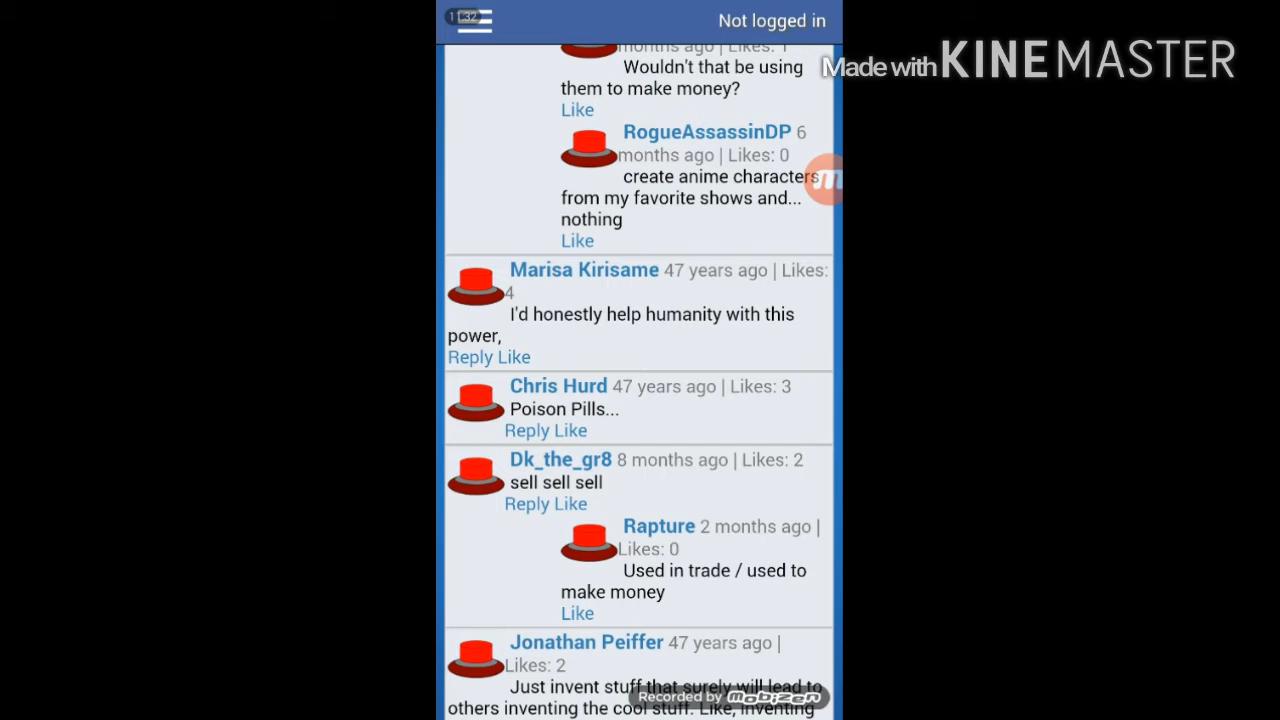 11:32
Not logged in
Made with KINEMASTER
months ago | Likes: 1
Wouldn't that be using
them to make money?
Like
RogueAssassinDP 6
months ago | Likes: 0
create anime characters
from my favorite shows and...
nothing
Like
Marisa Kirisame 47 years ago | Likes:
4
I'd honestly help humanity with this
power,
Reply Like
Chris Hurd 47 years ago | Likes: 3
Poison Pills...
Reply Like
Dk_the_gr8 8 months ago | Likes: 2
sell sell sell
Reply Like
Rapture 2 months ago |
Likes: 0
Used in trade / used to
make money
Like
Jonathan Peiffer 47 years ago |
Likes: 2
Just invent stuff that surely will lead to
Recorded by mobizen
others inventing the cool stuff. Like, inventing